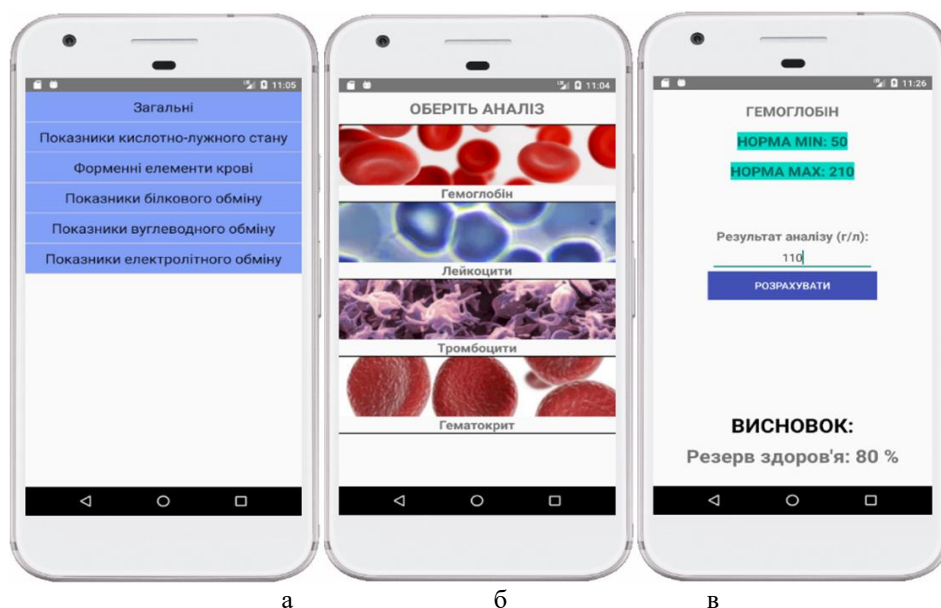 11:05
Загальні
Показники кислотно-лужного стану
Форменні елементи крові
Показники білкового обміну
Показники вуглеводного обміну
Показники електролітного обміну
11:04
ОБЕРІТЬ АНАЛІЗ
Гемоглобін
Лейкоцити
Тромбоцити
Гематокрит
11:26
ГЕМОГЛОБІН
НОРМА MIN: 50
НОРМА MAX: 210
Результат аналізу (г/л):
110
РОЗРАХУВАТИ
ВИСНОВОК:
Резерв здоров'я: 80 %
а б в